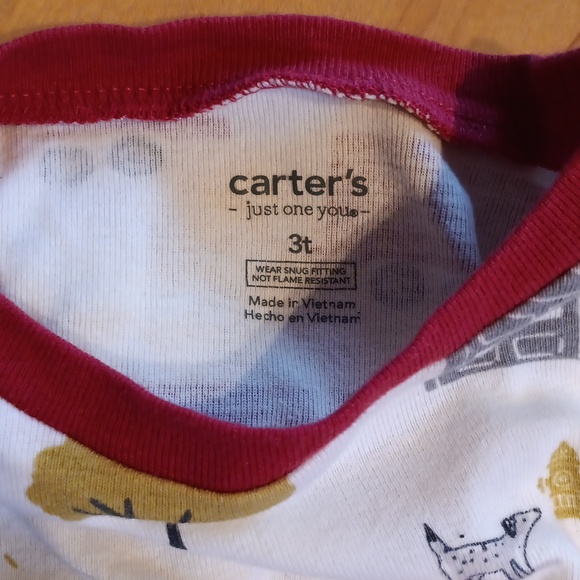 carter's
- just one you® -
3t
WEAR SNUG FITTING
NOT FLAME RESISTANT
Made in Vietnam
Hecho en Vietnam